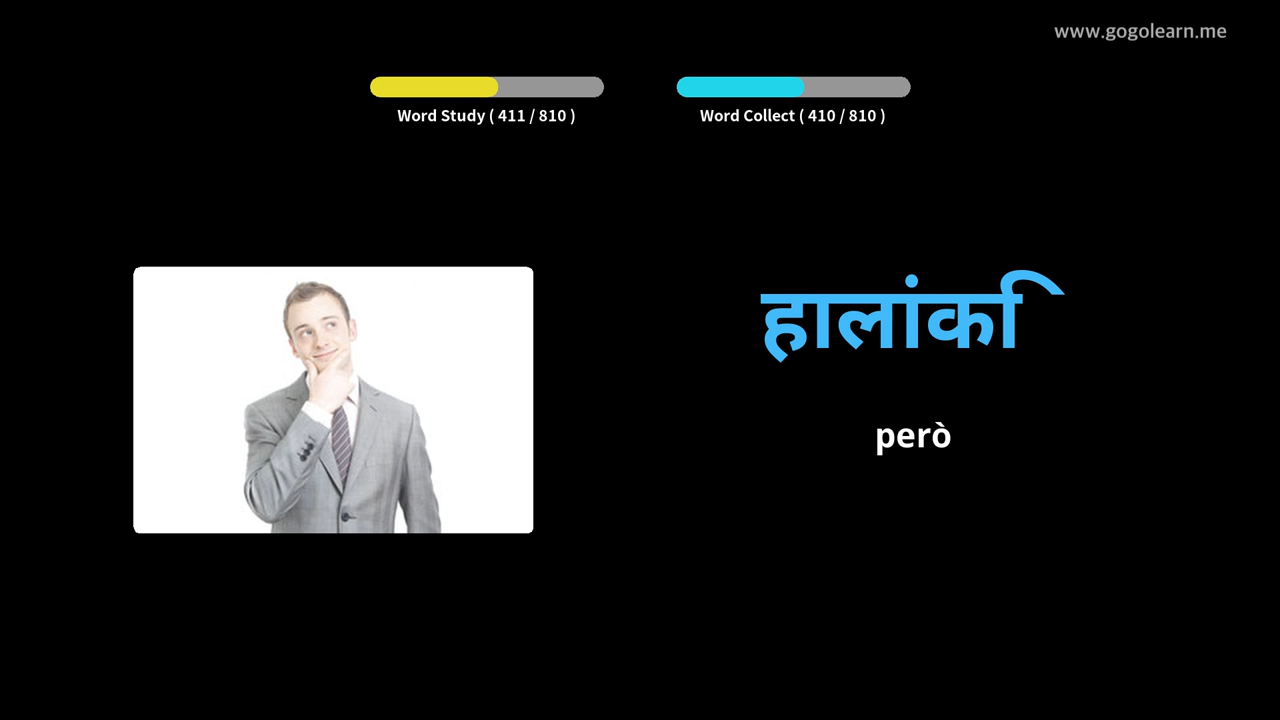 www.gogolearn.me
Word Study ( 411 / 810 )
Word Collect ( 410 / 810 )
हालांकि
però